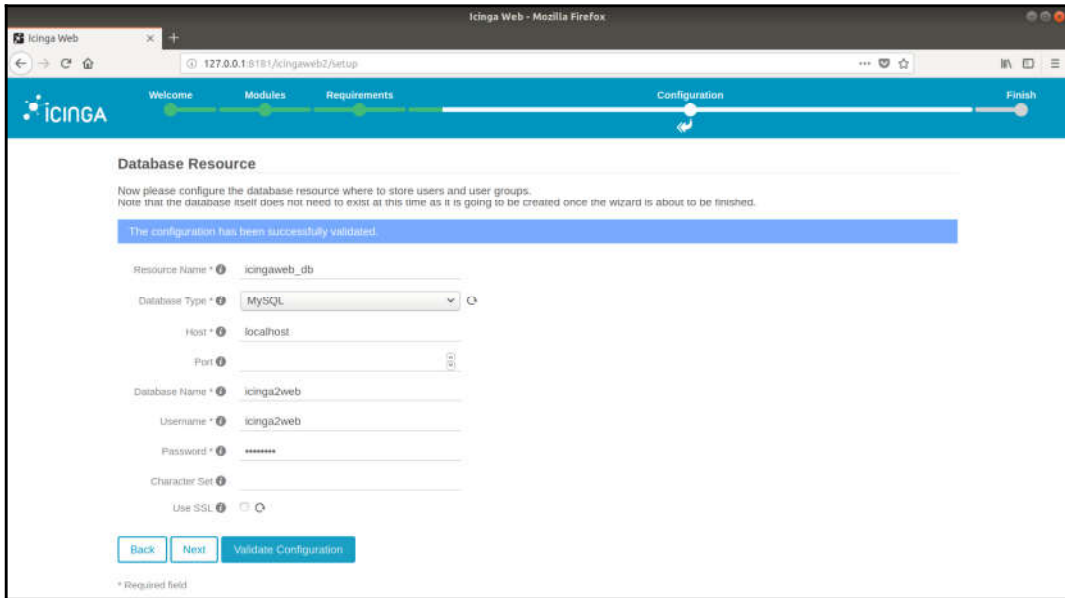 Icinga Web - Mozilla Firefox
Icinga Web
127.0.0.1:8181/icingaweb2/setup
ICINGA
Welcome Modules Requirements Configuration Finish
Database Resource
Now please configure the database resource where to store users and user groups.
Note that the database itself does not need to exist at this time as it is going to be created once the wizard is about to be finished.
The configuration has been successfully validated.
Resource Name * icingaweb_db
Database Type * MySQL
Host * localhost
Port
Database Name * icinga2web
Username * icinga2web
Password * ••••••••
Character Set
Use SSL
Back Next Validate Configuration
* Required field